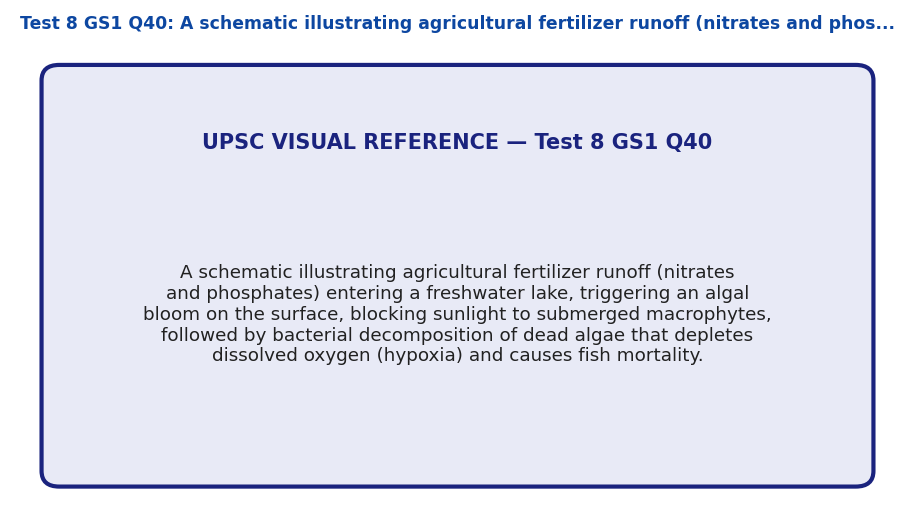 Test 8 GS1 Q40: A schematic illustrating agricultural fertilizer runoff (nitrates and phos...
UPSC VISUAL REFERENCE — Test 8 GS1 Q40
A schematic illustrating agricultural fertilizer runoff (nitrates
and phosphates) entering a freshwater lake, triggering an algal
bloom on the surface, blocking sunlight to submerged macrophytes,
followed by bacterial decomposition of dead algae that depletes
dissolved oxygen (hypoxia) and causes fish mortality.